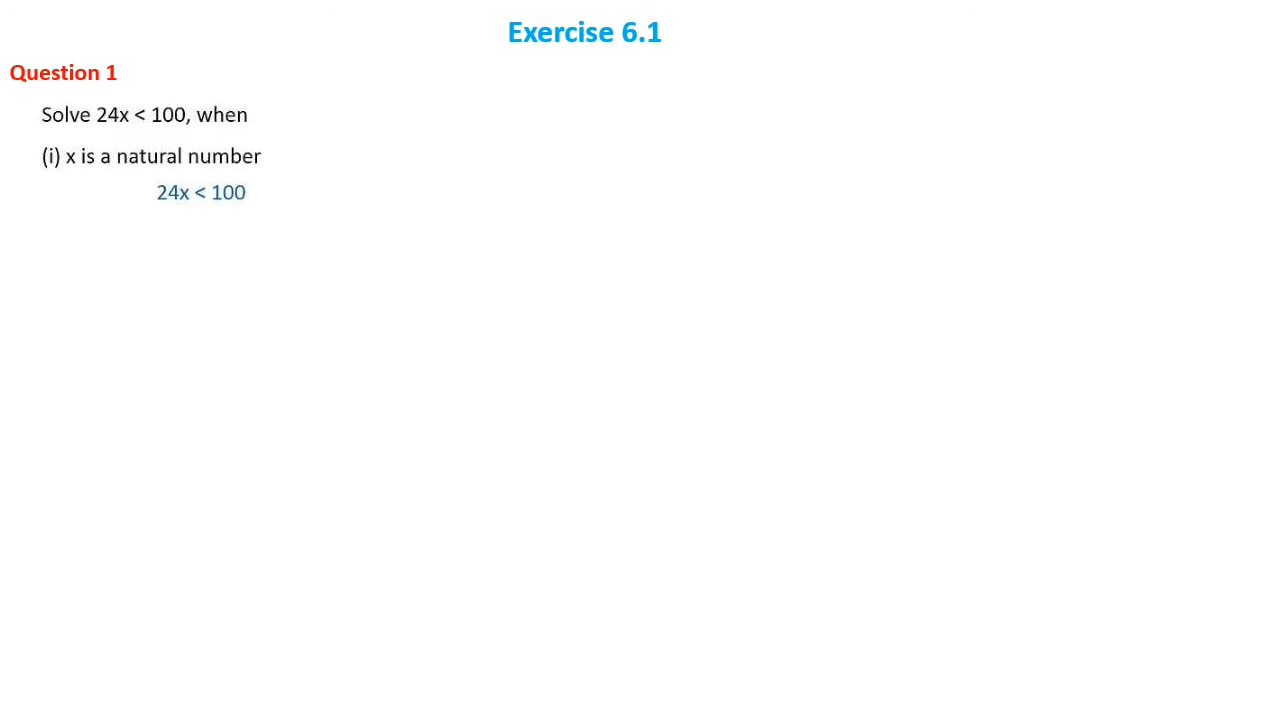 Exercise 6.1
Question 1
Solve 24x < 100, when
(i) x is a natural number
24x < 100